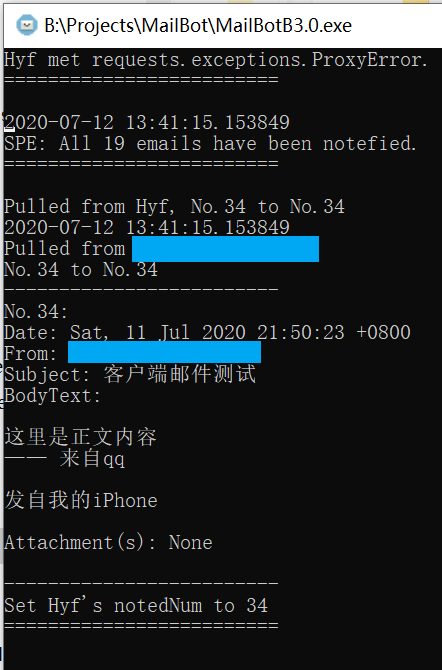 B:\Projects\MailBot\MailBotB3.0.exe
Hyf met requests.exceptions.ProxyError.
=========================
2020-07-12 13:41:15.153849
SPE: All 19 emails have been notefied.
=========================
Pulled from Hyf, No.34 to No.34
2020-07-12 13:41:15.153849
Pulled from
No.34 to No.34
-------------------------
No.34:
Date: Sat, 11 Jul 2020 21:50:23 +0800
From:
Subject: 客户端邮件测试
BodyText:
这里是正文内容
—— 来自qq
发自我的iPhone
Attachment(s): None
-------------------------
Set Hyf's notedNum to 34
=========================